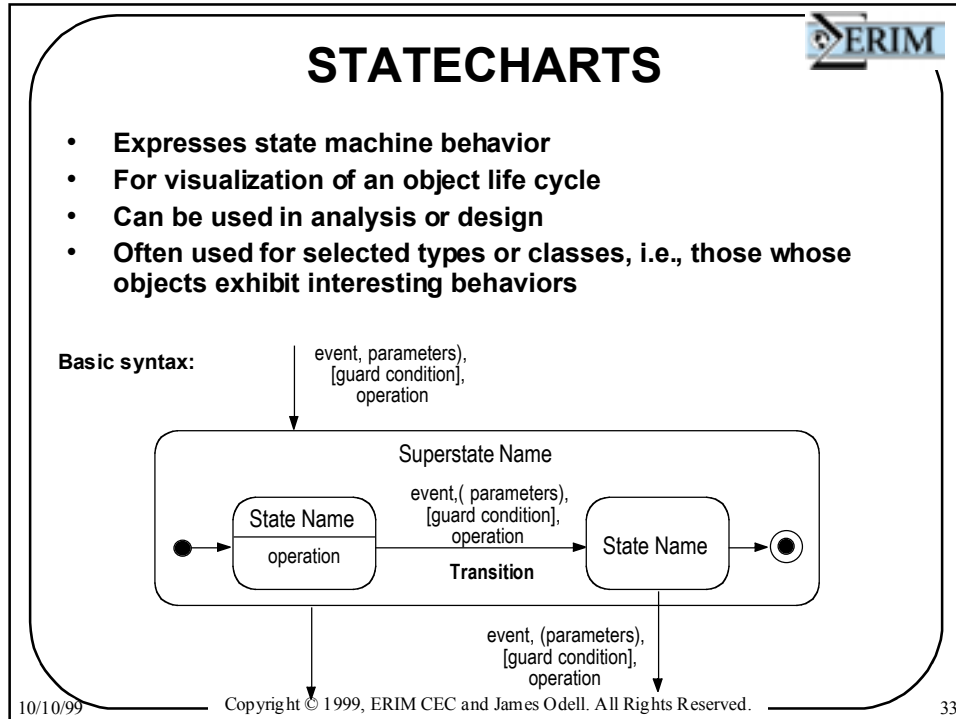 STATECHARTS
ERIM
• Expresses state machine behavior
• For visualization of an object life cycle
• Can be used in analysis or design
• Often used for selected types or classes, i.e., those whose
objects exhibit interesting behaviors
Basic syntax:
event, parameters),
[guard condition],
operation
Superstate Name
event,( parameters),
[guard condition],
operation
State Name
operation
Transition
State Name
event, (parameters),
[guard condition],
operation
10/10/99
Copyright © 1999, ERIM CEC and James Odell. All Rights Reserved.
33